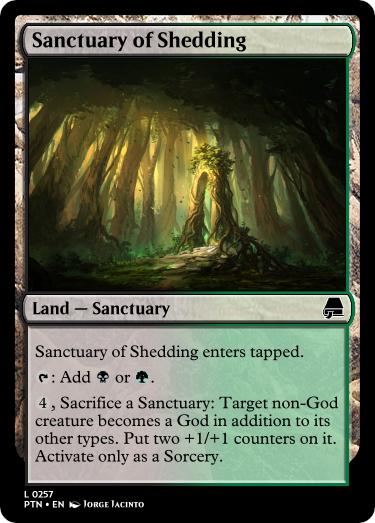 Sanctuary of Shedding
Land — Sanctuary
Sanctuary of Shedding enters tapped.
: Add or .
4 , Sacrifice a Sanctuary: Target non-God
creature becomes a God in addition to its
other types. Put two +1/+1 counters on it.
Activate only as a Sorcery.
L 0257
PTN • EN Jorge Jacinto